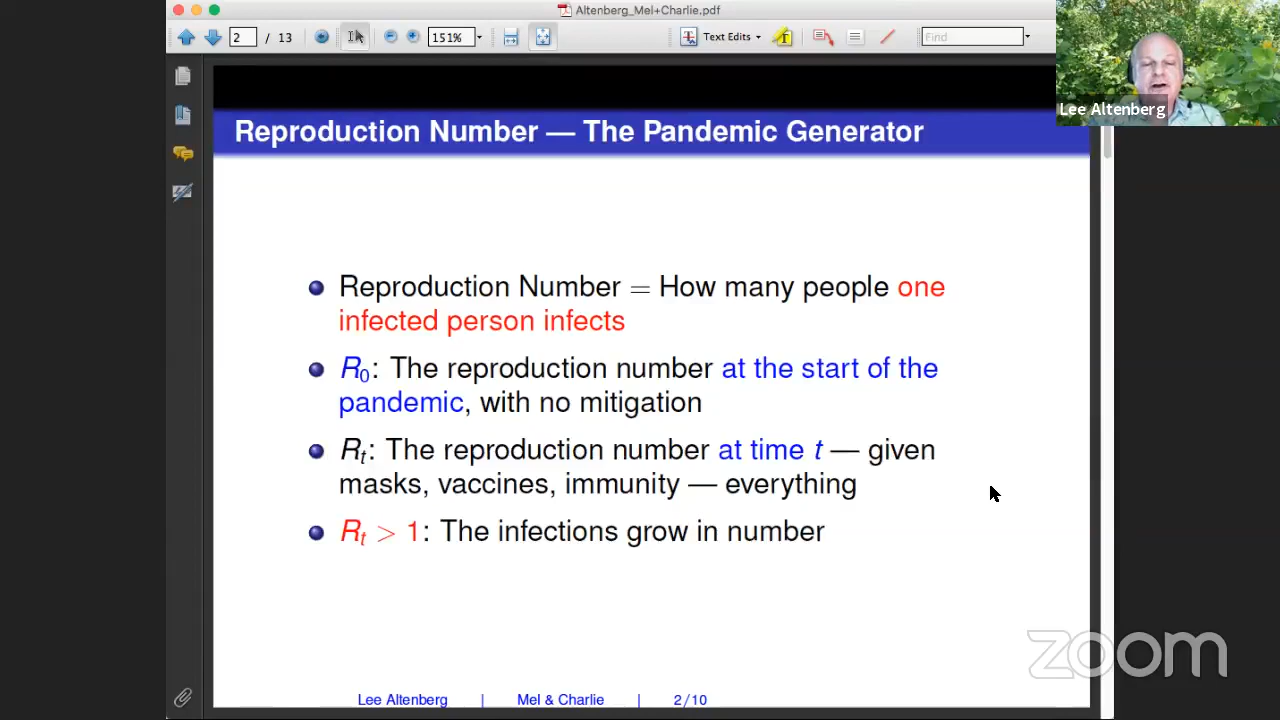 Altenberg_Mel+Charlie.pdf
2 / 13
151%
Text Edits
Find
Lee Altenberg
Reproduction Number — The Pandemic Generator
Reproduction Number = How many people one
infected person infects
R₀: The reproduction number at the start of the
pandemic, with no mitigation
Rₜ: The reproduction number at time t — given
masks, vaccines, immunity — everything
Rₜ > 1: The infections grow in number
zoom
Lee Altenberg | Mel & Charlie | 2/10